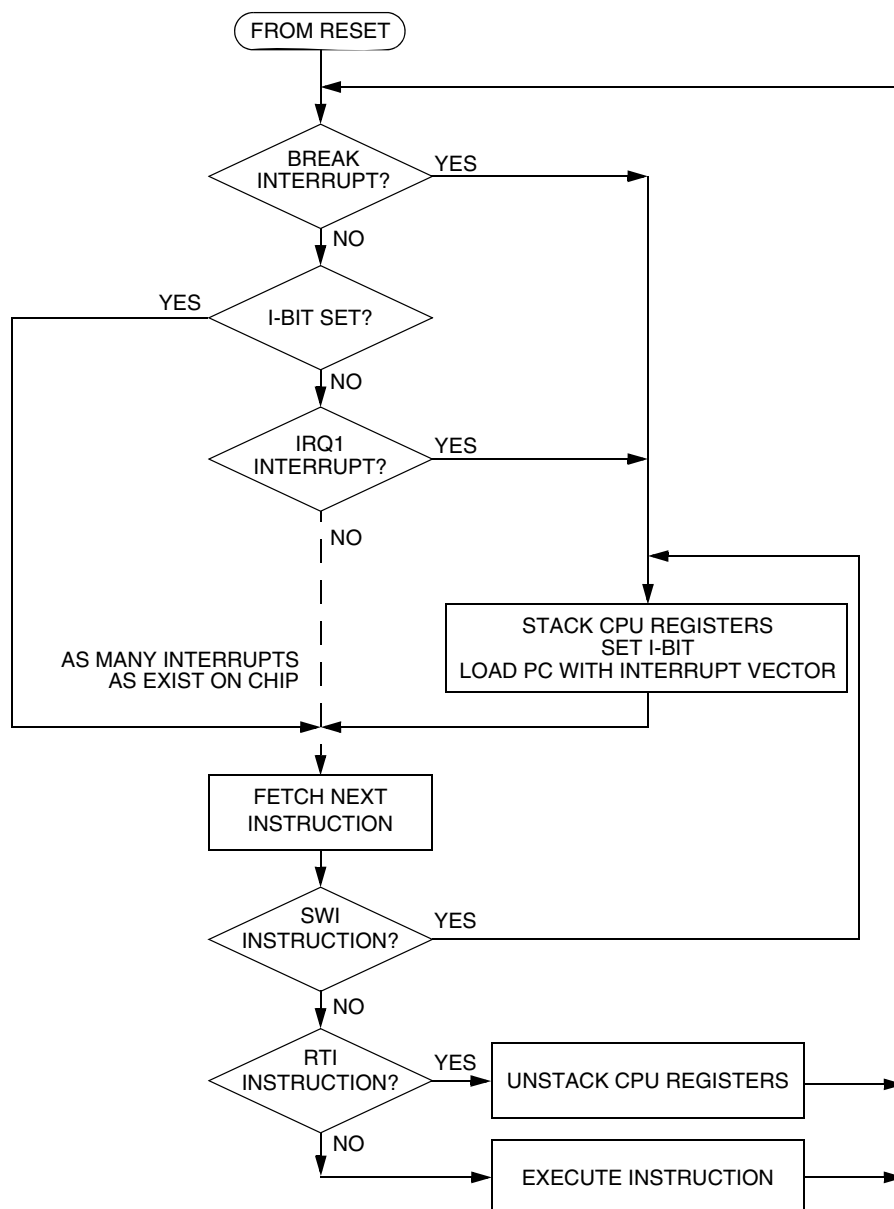 FROM RESET
BREAK
INTERRUPT?
YES
NO
YES
I-BIT SET?
NO
IRQ1
INTERRUPT?
YES
NO
STACK CPU REGISTERS
SET I-BIT
LOAD PC WITH INTERRUPT VECTOR
AS MANY INTERRUPTS
AS EXIST ON CHIP
FETCH NEXT
INSTRUCTION
SWI
INSTRUCTION?
YES
NO
RTI
INSTRUCTION?
YES
UNSTACK CPU REGISTERS
NO
EXECUTE INSTRUCTION